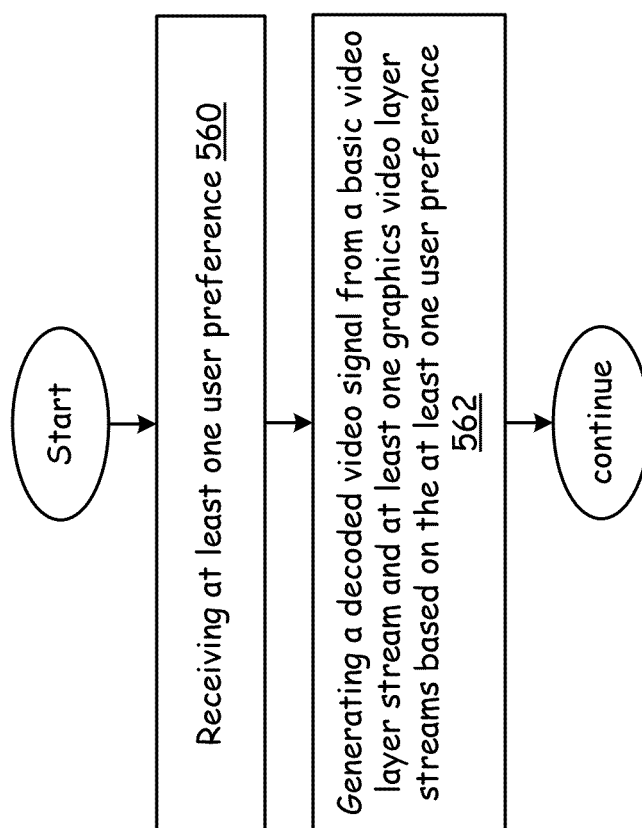 Start
Receiving at least one user preference 560
Generating a decoded video signal from a basic video
layer stream and at least one graphics video layer
streams based on the at least one user preference
562
continue